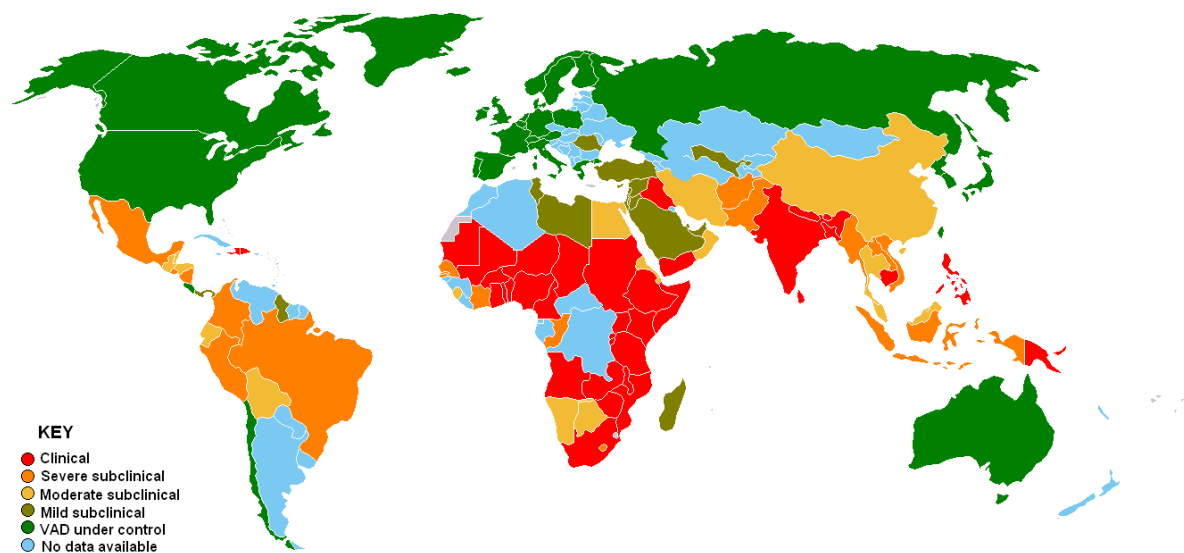 KEY
Clinical
Severe subclinical
Moderate subclinical
Mild subclinical
VAD under control
No data available